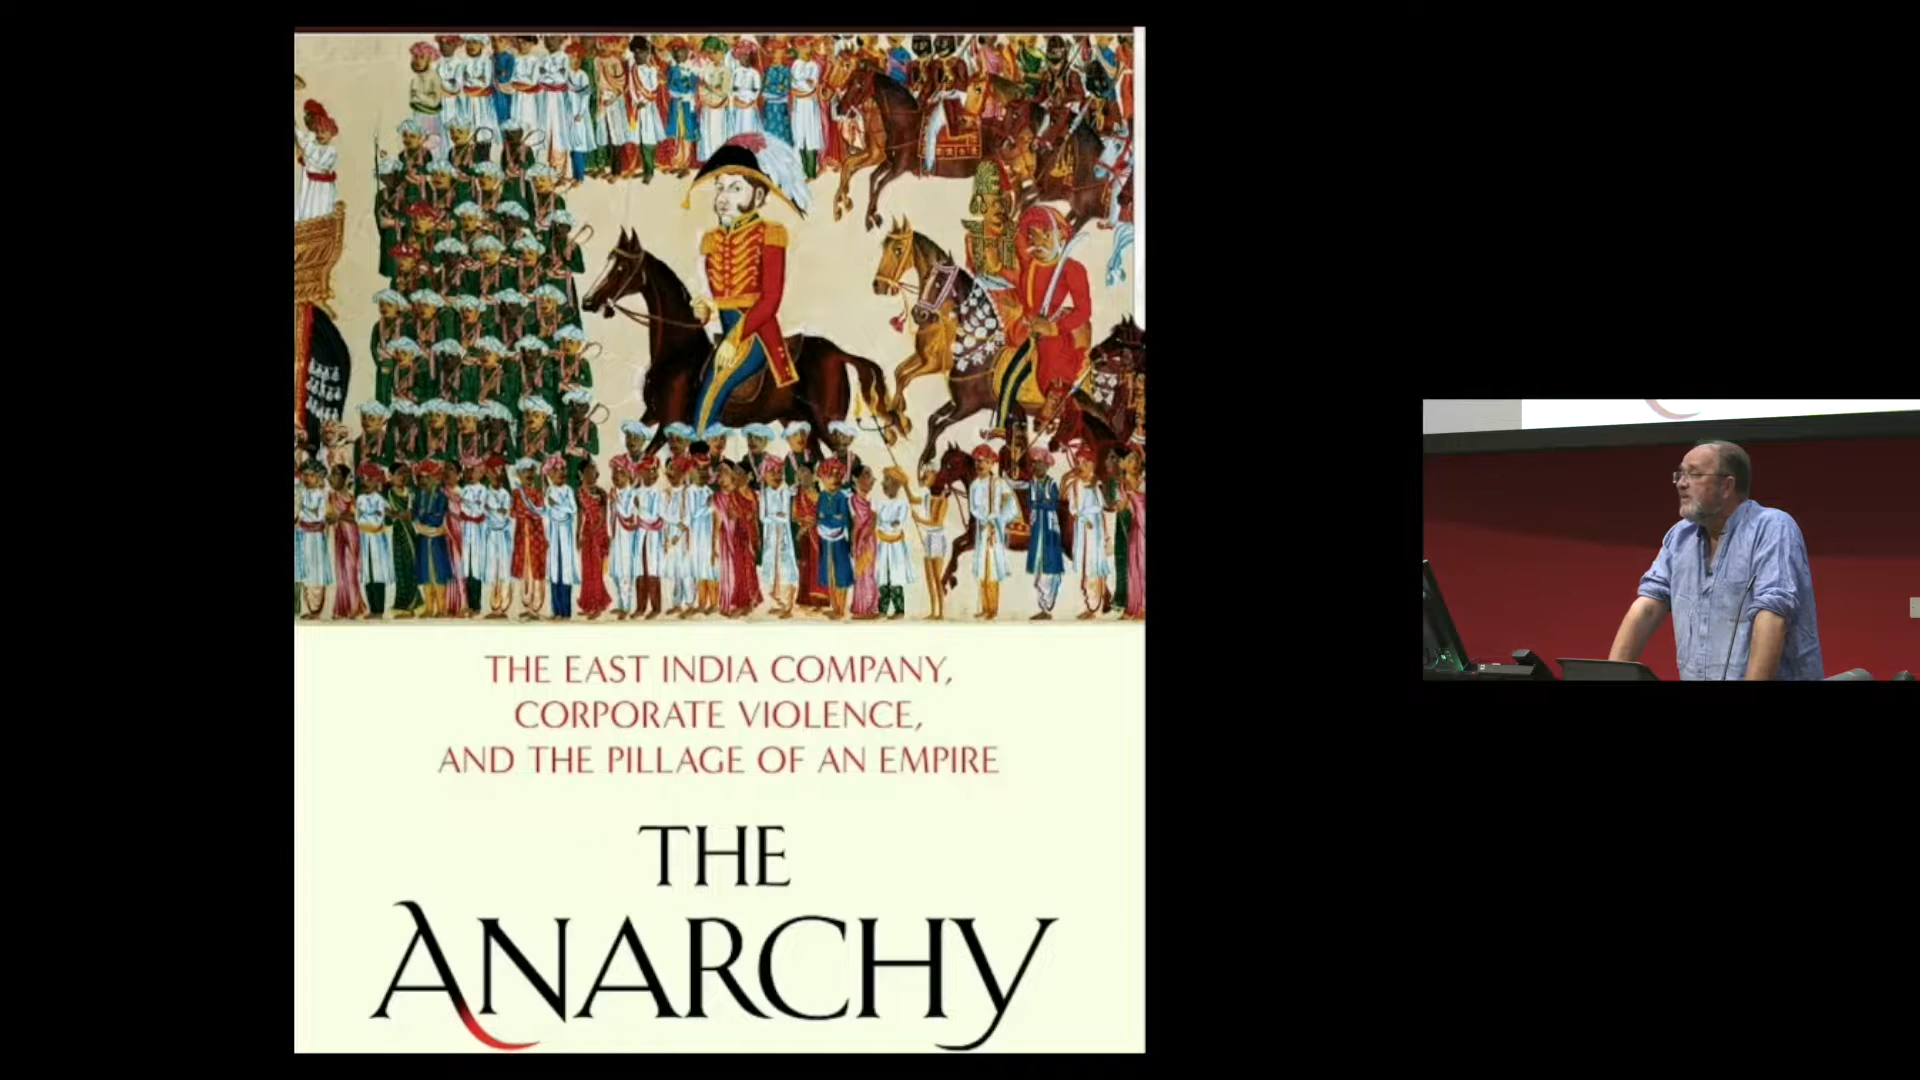 THE EAST INDIA COMPANY,
CORPORATE VIOLENCE,
AND THE PILLAGE OF AN EMPIRE
THE
ANARCHY